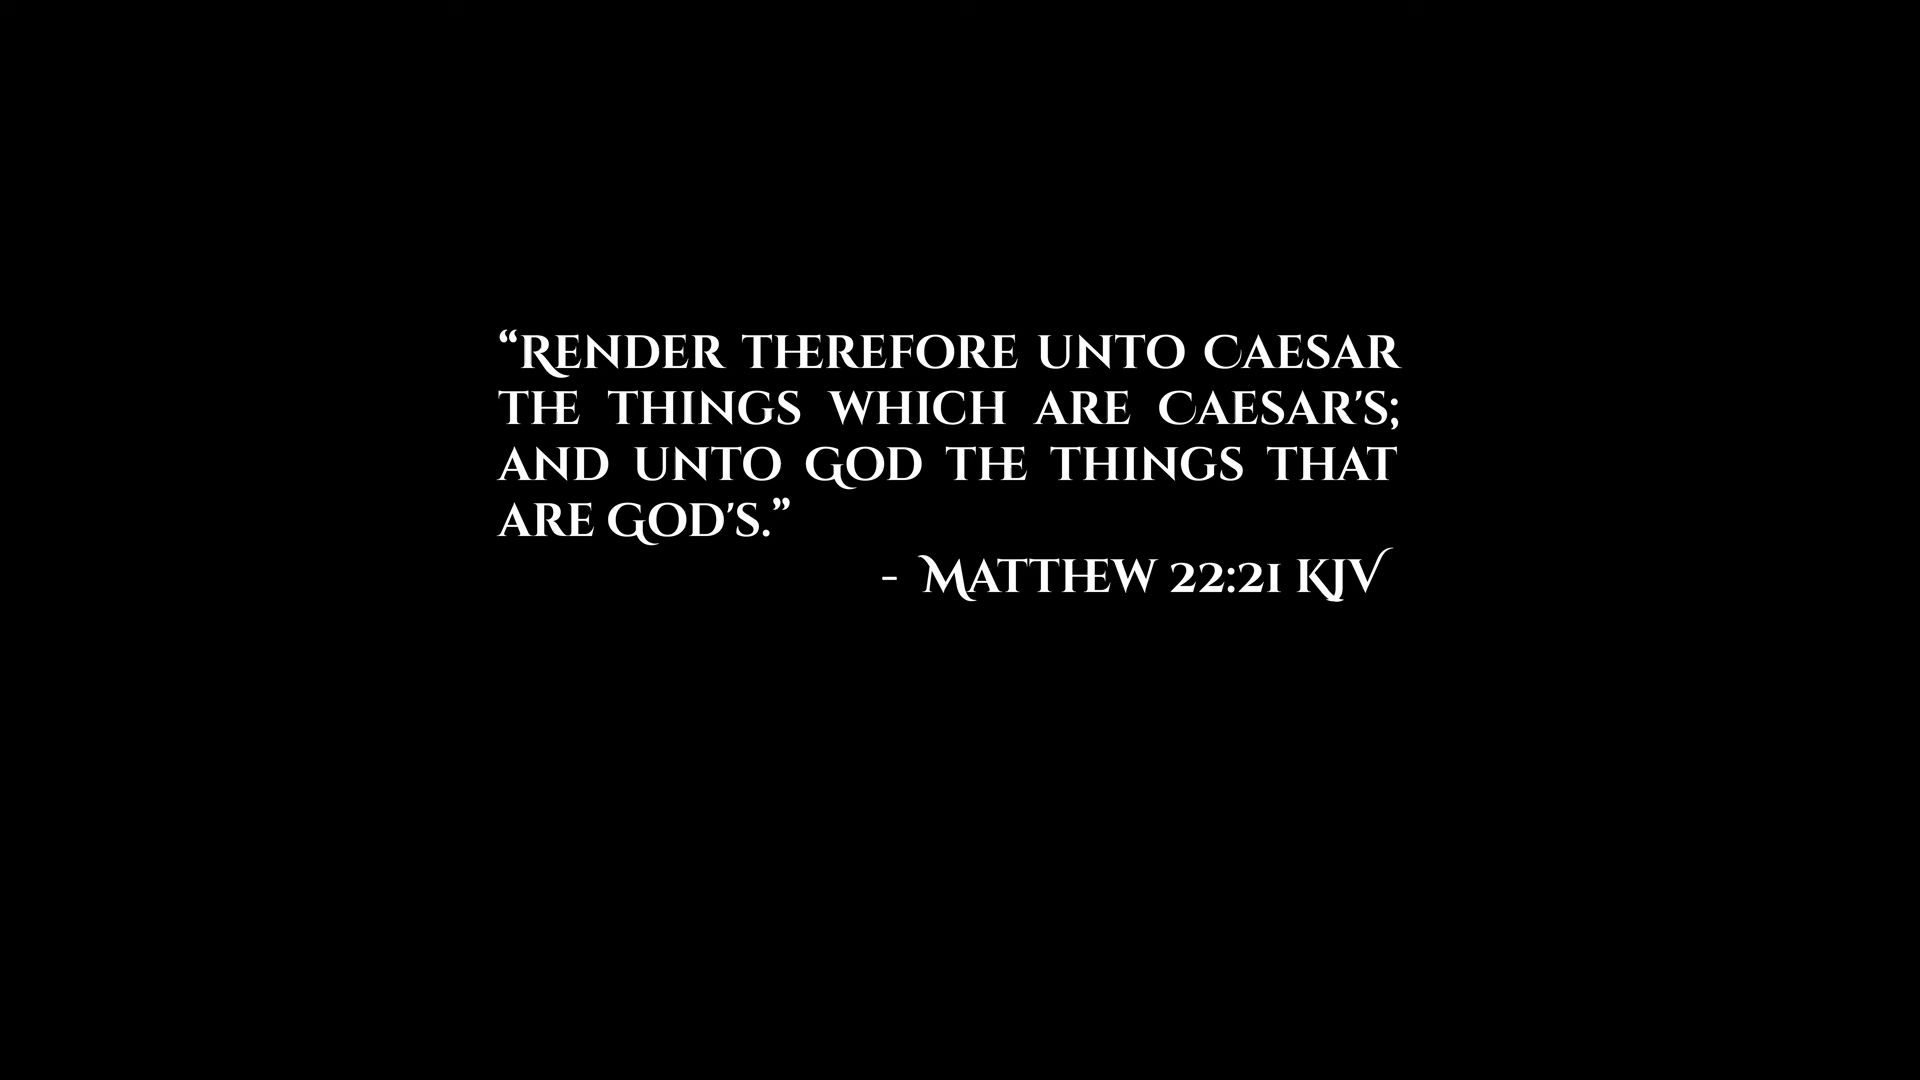 “Render therefore unto Caesar
the things which are Caesar's;
and unto God the things that
are God's.”
- Matthew 22:21 KJV